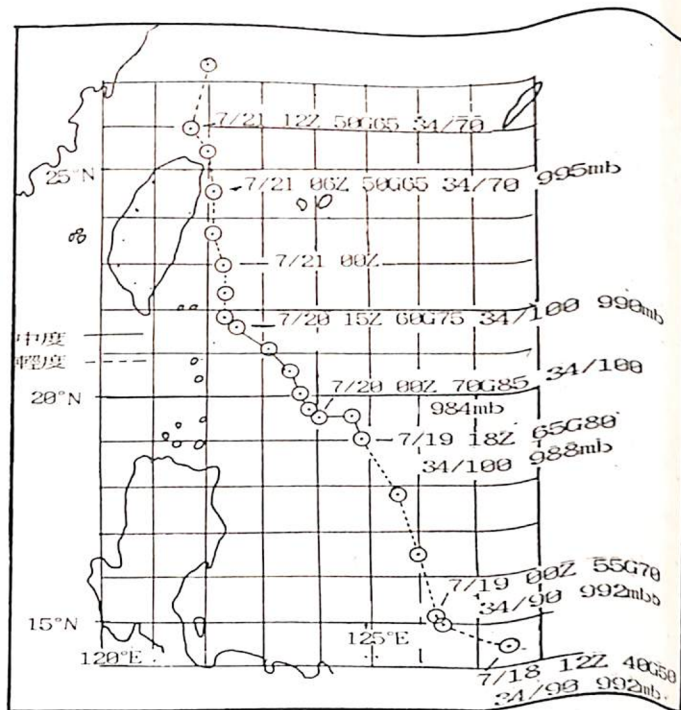 7/21 12Z 50G65 34/70
25°N
7/21 06Z 50G65 34/70 995mb
7/21 00Z
7/20 15Z 60G75 34/100 990mb
中度
輕度
20°N
7/20 00Z 70G85 34/100
984mb
7/19 18Z 65G80
34/100 988mb
7/19 00Z 55G70
34/90 992mb
15°N
125°E
120°E
7/18 12Z 40G50
34/90 992mb